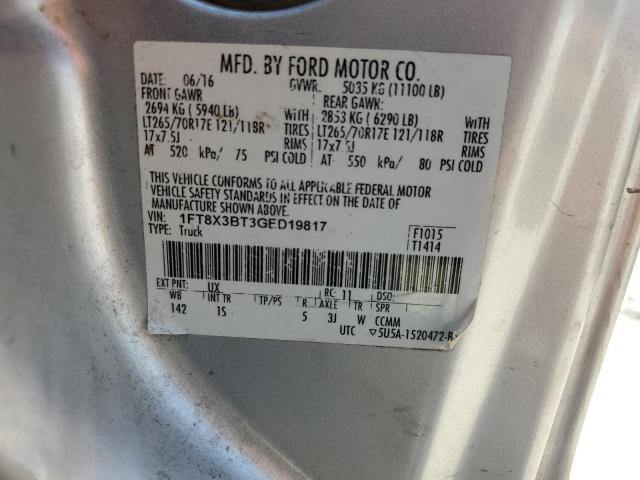 MFD. BY FORD MOTOR CO.
DATE: 06/16 GVWR: 5035 KG (11100 LB)
FRONT GAWR: REAR GAWR:
2694 KG ( 5940 LB) WITH 2853 KG ( 6290 LB) WITH
LT265/70R17E 121/118R TIRES LT265/70R17E 121/118R TIRES
17x7.5J RIMS 17x7.5J RIMS
AT 520 kPa/ 75 PSI COLD AT 550 kPa/ 80 PSI COLD
THIS VEHICLE CONFORMS TO ALL APPLICABLE FEDERAL MOTOR
VEHICLE SAFETY STANDARDS IN EFFECT ON THE DATE OF
MANUFACTURE SHOWN ABOVE.
VIN: 1FT8X3BT3GED19817 F1015
TYPE: Truck T1414
EXT PNT: UX RC: 11 DSO:
WB INT TR TP/PS R AXLE TR SPR
142 1S 5 3J W CCMM
UTC ▽5U5A-1520472-